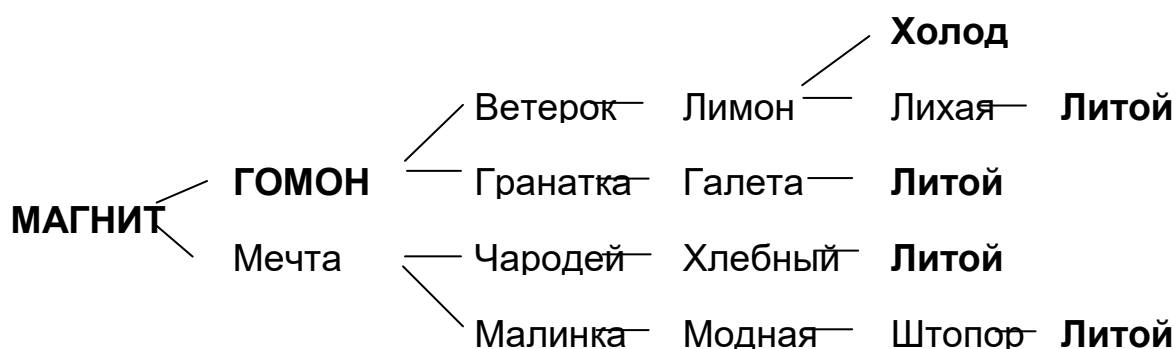 Холод
Ветерок Лимон Лихая Литой
ГОМОН Гранатка Галета Литой
МАГНИТ
Мечта Чародей Хлебный Литой
Малинка Модная Штопор Литой